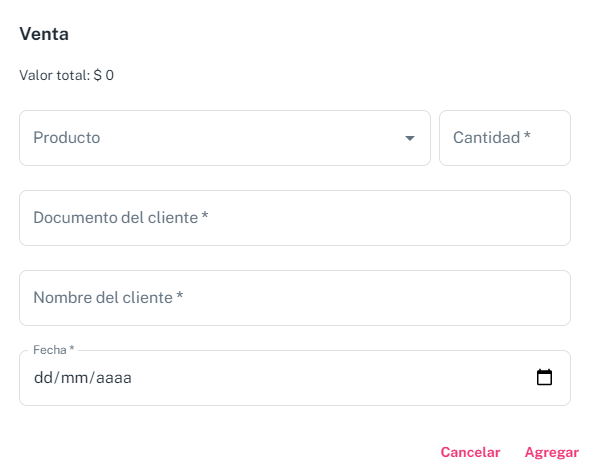 Venta
Valor total: $ 0
Producto Cantidad *
Documento del cliente *
Nombre del cliente *
Fecha *
dd/mm/aaaa
Cancelar Agregar